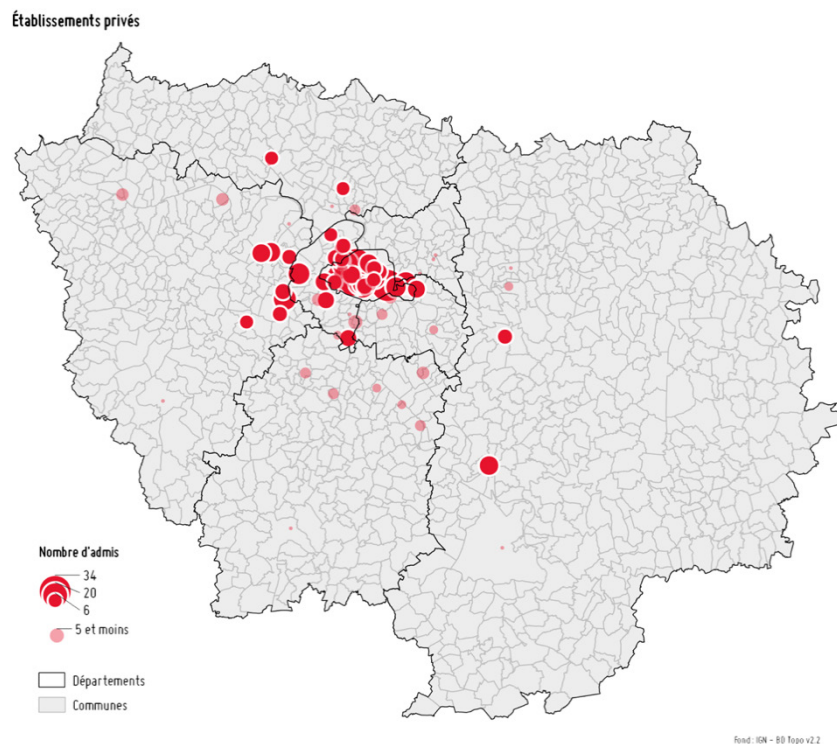 Établissements privés
Nombre d'admis
34
20
6
5 et moins
Départements
Communes
Fond : IGN - BD Topo v2.2